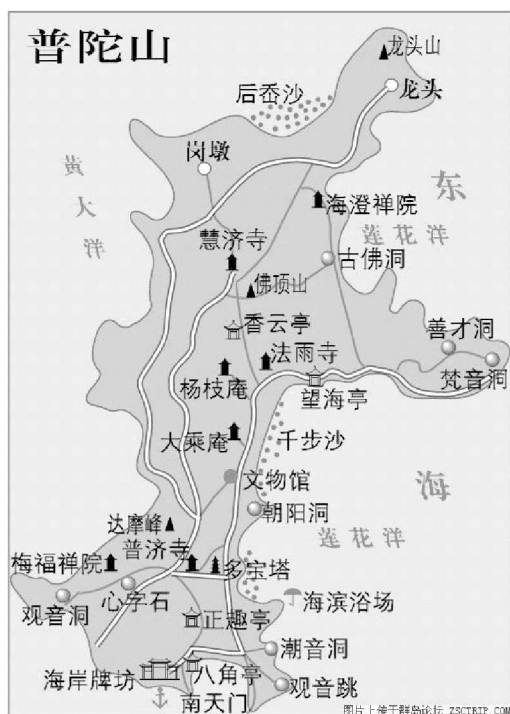 普陀山
龙头山
龙头
后岙沙
岗墩
黄大洋
东
海澄禅院
莲花洋
慧济寺
古佛洞
佛顶山
香云亭
善才洞
法雨寺
梵音洞
杨枝庵
望海亭
大乘庵
千步沙
文物馆
海
朝阳洞
达摩峰
莲花洋
普济寺
梅福禅院
多宝塔
观音洞
心字石
海滨浴场
正趣亭
潮音洞
海岸牌坊
八角亭
南天门
观音跳
图片上传于群岛论坛 ZSCTBTP.COM